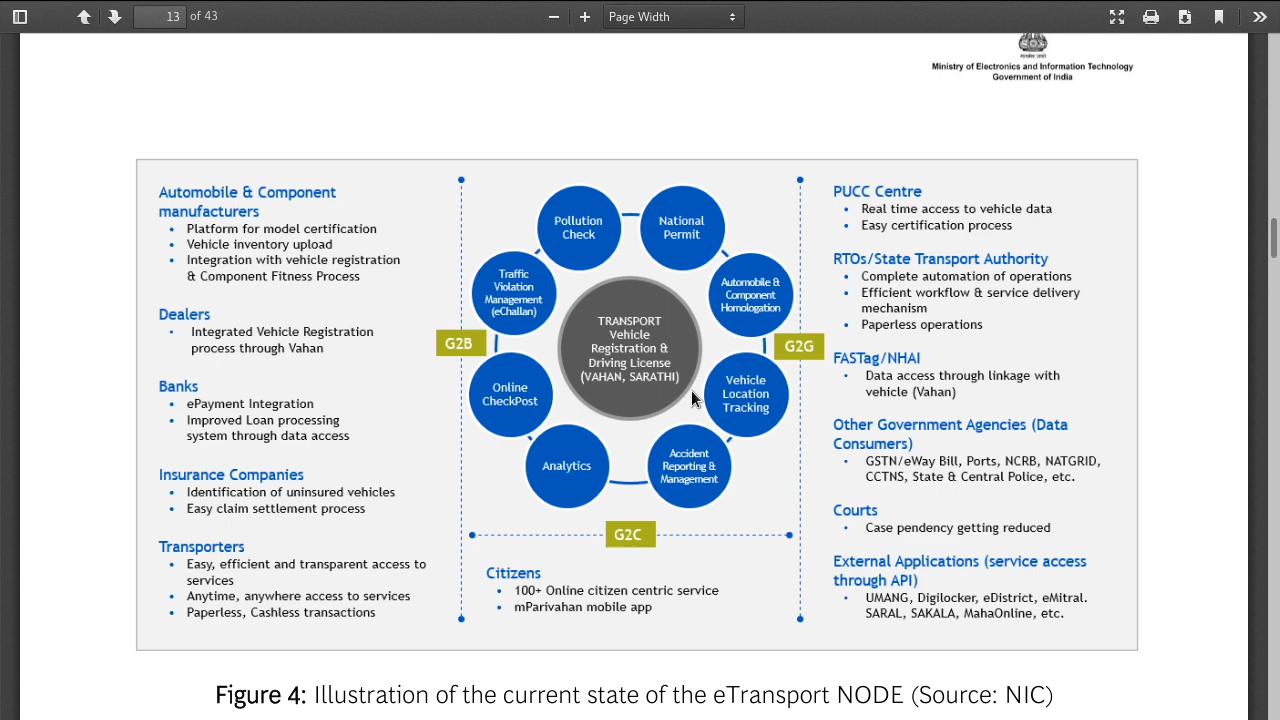 13 of 43
Page Width
Ministry of Electronics and Information Technology
Government of India
Automobile & Component
manufacturers
• Platform for model certification
• Vehicle inventory upload
• Integration with vehicle registration
& Component Fitness Process
Dealers
• Integrated Vehicle Registration
process through Vahan
Banks
• ePayment Integration
• Improved Loan processing
system through data access
Insurance Companies
• Identification of uninsured vehicles
• Easy claim settlement process
Transporters
• Easy, efficient and transparent access to
services
• Anytime, anywhere access to services
• Paperless, Cashless transactions
G2B
Pollution
Check
National
Permit
Traffic
Violation
Management
(eChallan)
Automobile &
Component
Homologation
TRANSPORT
Vehicle
Registration &
Driving License
(VAHAN, SARATHI)
Online
CheckPost
Vehicle
Location
Tracking
Analytics
Accident
Reporting &
Management
G2G
G2C
Citizens
• 100+ Online citizen centric service
• mParivahan mobile app
PUCC Centre
• Real time access to vehicle data
• Easy certification process
RTOs/State Transport Authority
• Complete automation of operations
• Efficient workflow & service delivery
mechanism
• Paperless operations
FASTag/NHAI
• Data access through linkage with
vehicle (Vahan)
Other Government Agencies (Data
Consumers)
• GSTN/eWay Bill, Ports, NCRB, NATGRID,
CCTNS, State & Central Police, etc.
Courts
• Case pendency getting reduced
External Applications (service access
through API)
• UMANG, Digilocker, eDistrict, eMitral.
SARAL, SAKALA, MahaOnline, etc.
Figure 4: Illustration of the current state of the eTransport NODE (Source: NIC)